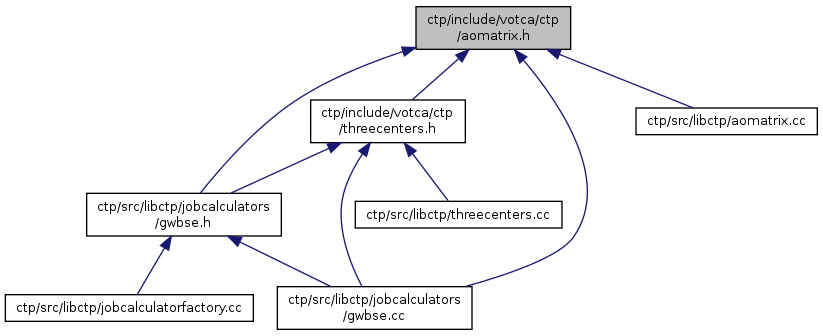 ctp/include/votca/ctp
/aomatrix.h
ctp/include/votca/ctp
/threecenters.h
ctp/src/libctp/aomatrix.cc
ctp/src/libctp/jobcalculators
/gwbse.h
ctp/src/libctp/threecenters.cc
ctp/src/libctp/jobcalculatorfactory.cc
ctp/src/libctp/jobcalculators
/gwbse.cc